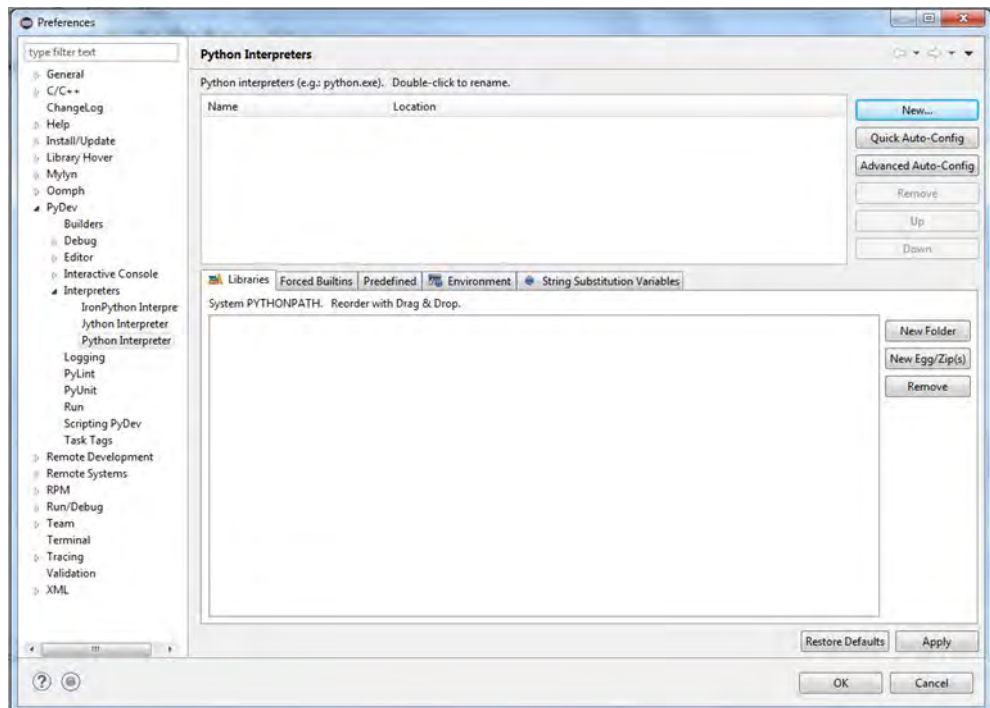 Preferences
type filter text
General
C/C++
ChangeLog
Help
Install/Update
Library Hover
Mylyn
Oomph
PyDev
Builders
Debug
Editor
Interactive Console
Interpreters
IronPython Interpre
Jython Interpreter
Python Interpreter
Logging
PyLint
PyUnit
Run
Scripting PyDev
Task Tags
Remote Development
Remote Systems
RPM
Run/Debug
Team
Terminal
Tracing
Validation
XML
Python Interpreters
Python interpreters (e.g.: python.exe). Double-click to rename.
Name Location
New...
Quick Auto-Config
Advanced Auto-Config
Remove
Up
Down
Libraries Forced Builtins Predefined Environment String Substitution Variables
System PYTHONPATH. Reorder with Drag & Drop.
New Folder
New Egg/Zip(s)
Remove
Restore Defaults Apply
OK Cancel